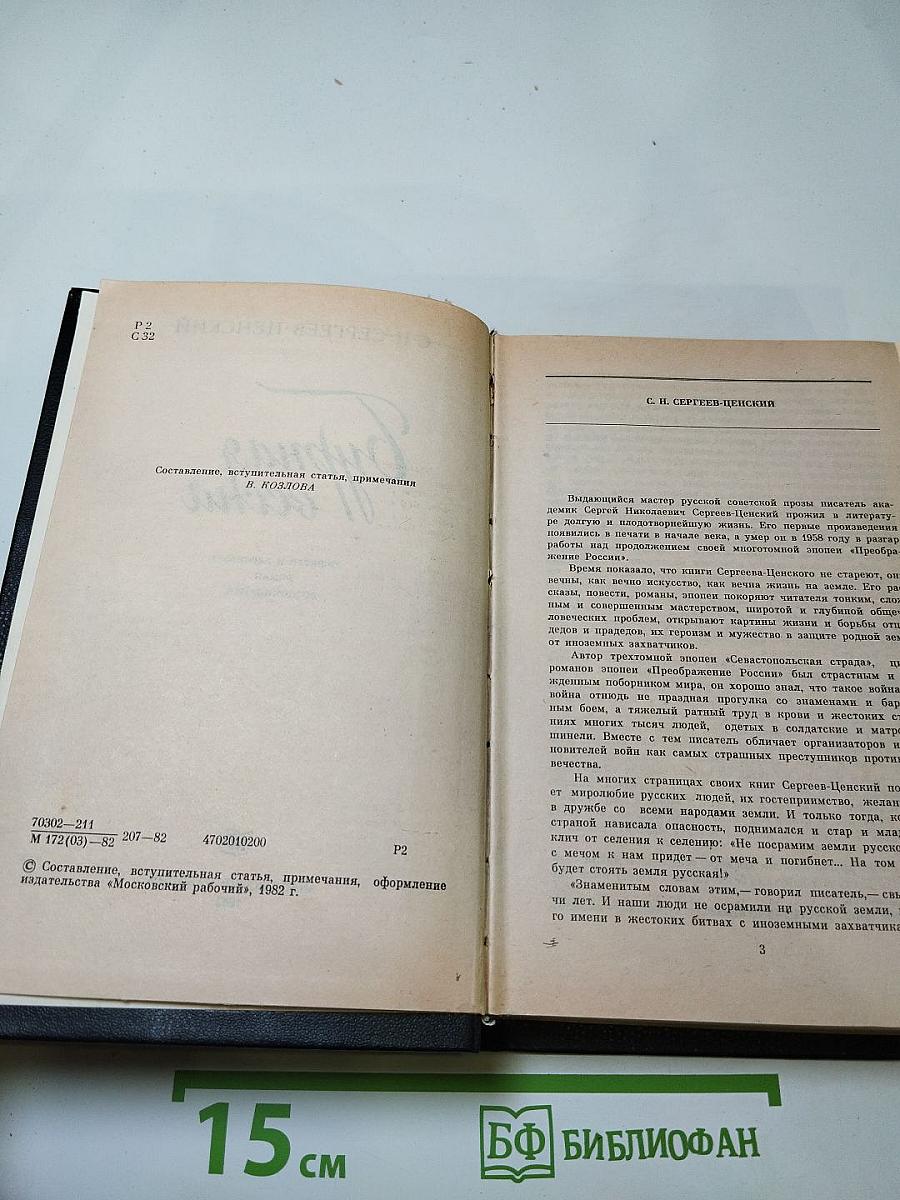 Р 2
С 32
Составление, вступительная статья, примечания
В. КОЗЛОВА
70302—211
М 172(03)—82
207—82
4702010200
Р2
© Составление, вступительная статья, примечания, оформление
издательства «Московский рабочий», 1982 г.
С. Н. СЕРГЕЕВ-ЦЕНСКИЙ
Выдающийся мастер русской советской прозы писатель ака-
демик Сергей Николаевич Сергеев-Ценский прожил в литерату-
ре долгую и плодотворнейшую жизнь. Его первые произведения
появились в печати в начале века, а умер он в 1958 году в разгар
работы над продолжением своей многотомной эпопеи «Преобра-
жение России».
Время показало, что книги Сергеева-Ценского не стареют, он
вечны, как вечно искусство, как вечна жизнь на земле. Его рас
сказы, повести, романы, эпопеи покоряют читателя тонким, слож
ным и совершенным мастерством, широтой и глубиной общеч
ловеческих проблем, открывают картины жизни и борьбы отц
дедов и прадедов, их героизм и мужество в защите родной зем
от иноземных захватчиков.
Автор трехтомной эпопеи «Севастопольская страда», ци
романов эпопеи «Преображение России» был страстным и
жденным поборником мира, он хорошо знал, что такое война
война отнюдь не праздная прогулка со знаменами и бар
ным боем, а тяжелый ратный труд в крови и жестоких ст
ниях многих тысяч людей, одетых в солдатские и матро
шинели. Вместе с тем писатель обличает организаторов и
новителей войн как самых страшных преступников против
вечества.
На многих страницах своих книг Сергеев-Ценский по
ет миролюбие русских людей, их гостеприимство, желан
в дружбе со всеми народами земли. И только тогда, ко
страной нависала опасность, поднимался и стар и млад
клич от селения к селению: «Не посрамим земли русско
с мечом к нам придет — от меча и погибнет... На том
будет стоять земля русская!»
«Знаменитым словам этим,— говорил писатель,— свы
чи лет. И наши люди не осрамили ни русской земли,
го имени в жестоких битвах с иноземными захватчика
3
15 см
БФ БИБЛИОФАН